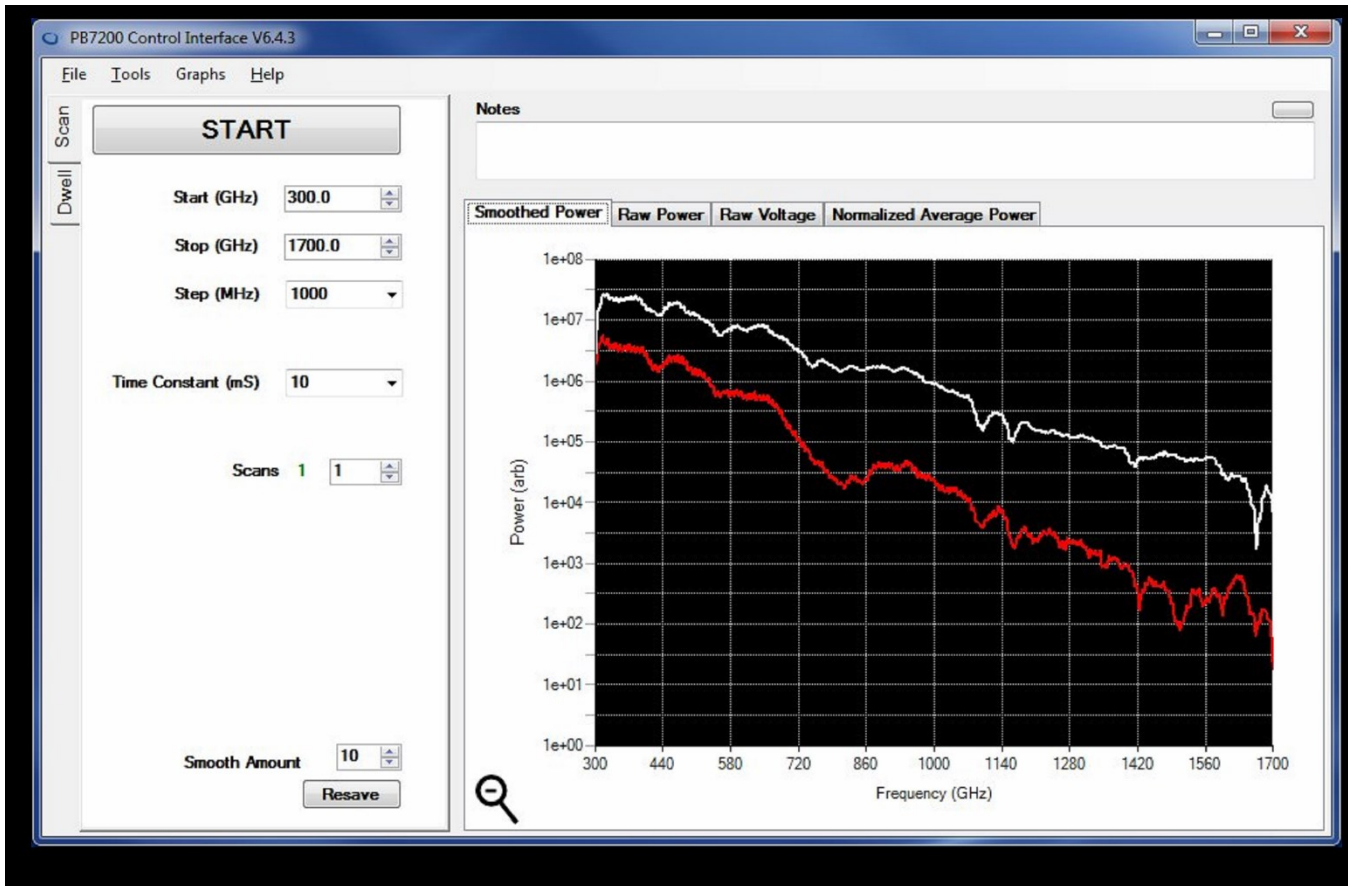 PB7200 Control Interface V6.4.3
File Tools Graphs Help
Scan
Dwell
START
Start (GHz) 300.0
Stop (GHz) 1700.0
Step (MHz) 1000
Time Constant (mS) 10
Scans 1 1
Smooth Amount 10
Resave
Notes
Smoothed Power Raw Power Raw Voltage Normalized Average Power
Power (arb)
1e+08
1e+07
1e+06
1e+05
1e+04
1e+03
1e+02
1e+01
1e+00
300 440 580 720 860 1000 1140 1280 1420 1560 1700
Frequency (GHz)